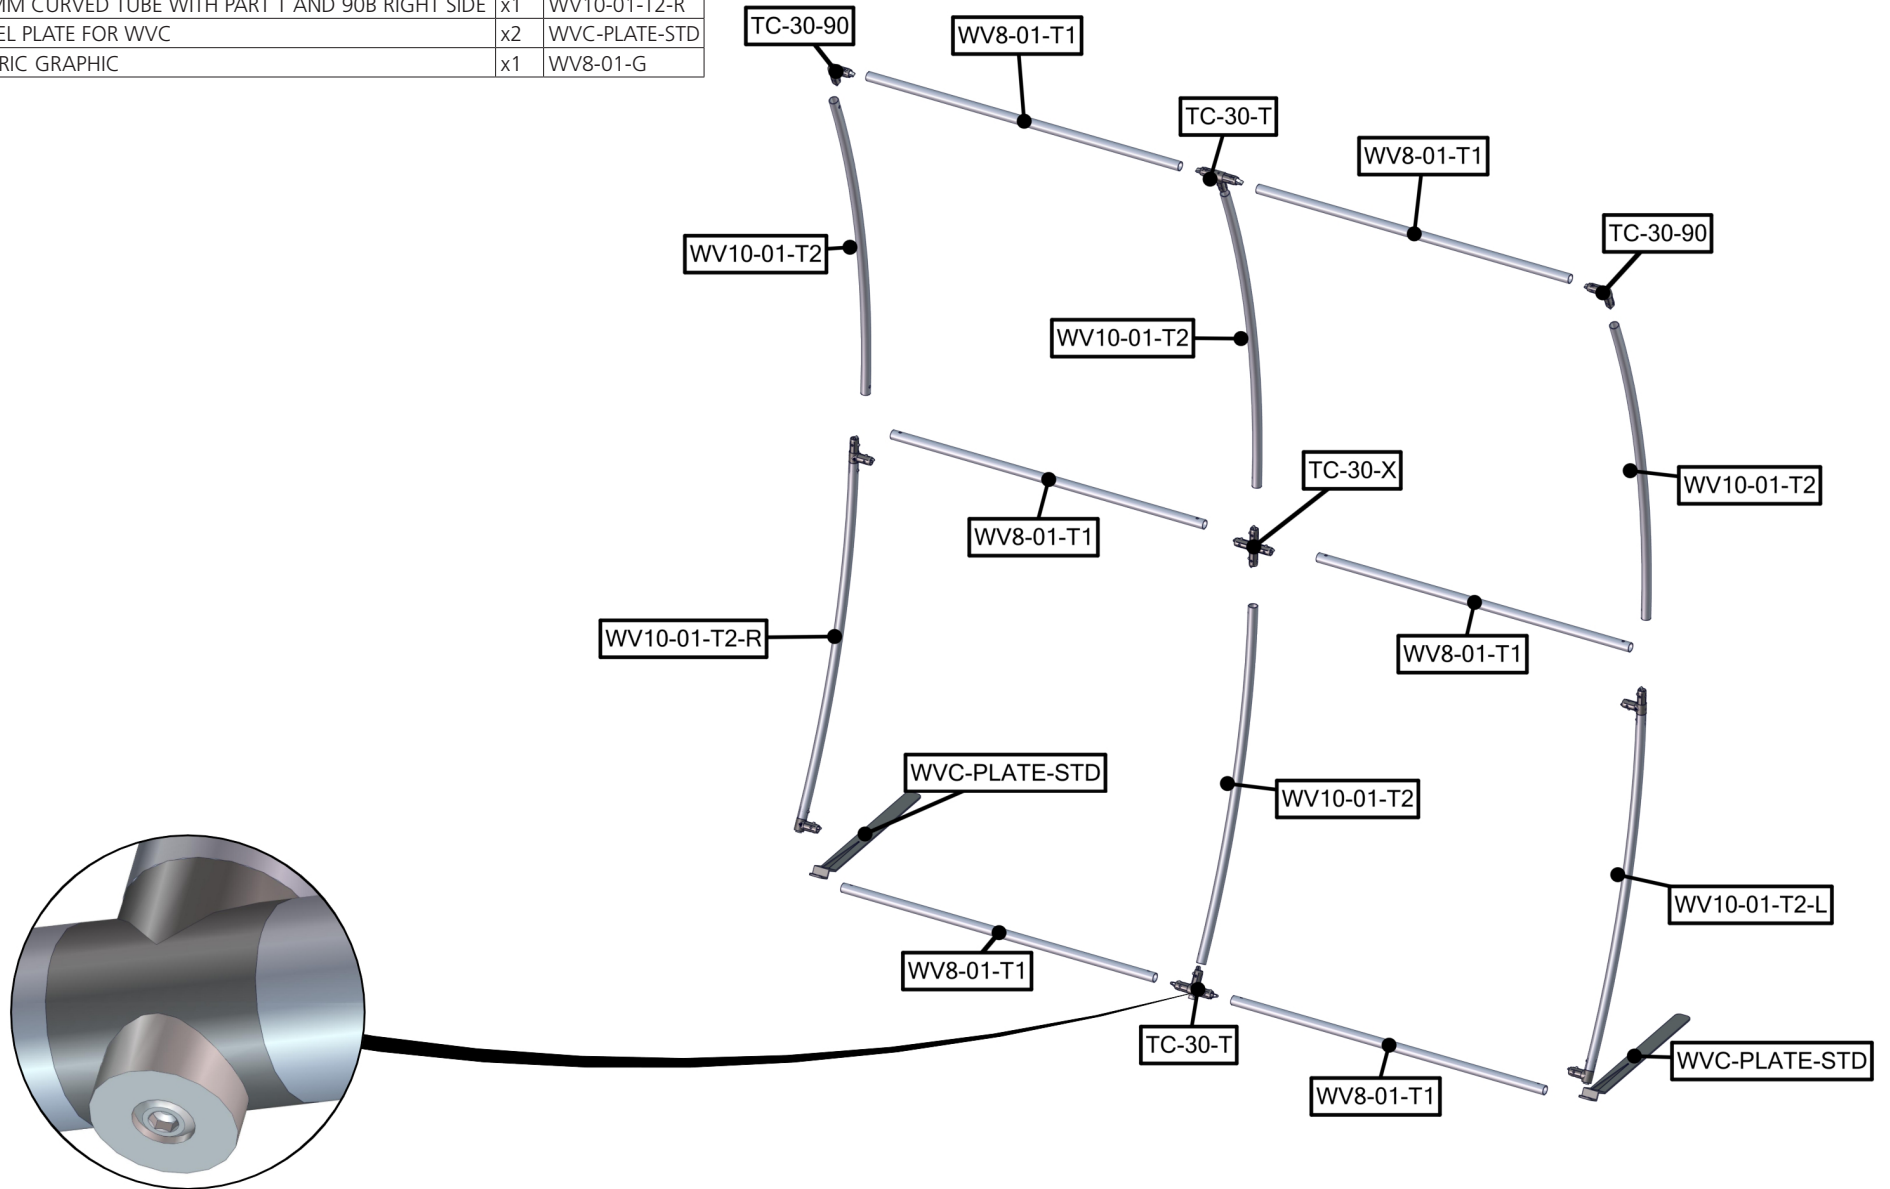 CURVED TUBE WITH PART T AND 90B RIGHT SIDE x1 WV10-01-T2-R
PLATE FOR WVC x2 WVC-PLATE-STD
GRAPHIC x1 WV8-01-G
TC-30-90
WV8-01-T1
TC-30-T
WV8-01-T1
TC-30-90
WV10-01-T2
WV10-01-T2
TC-30-X
WV10-01-T2
WV8-01-T1
WV10-01-T2-R
WV8-01-T1
WVC-PLATE-STD
WV10-01-T2
WV10-01-T2-L
WV8-01-T1
TC-30-T
WVC-PLATE-STD
WV8-01-T1